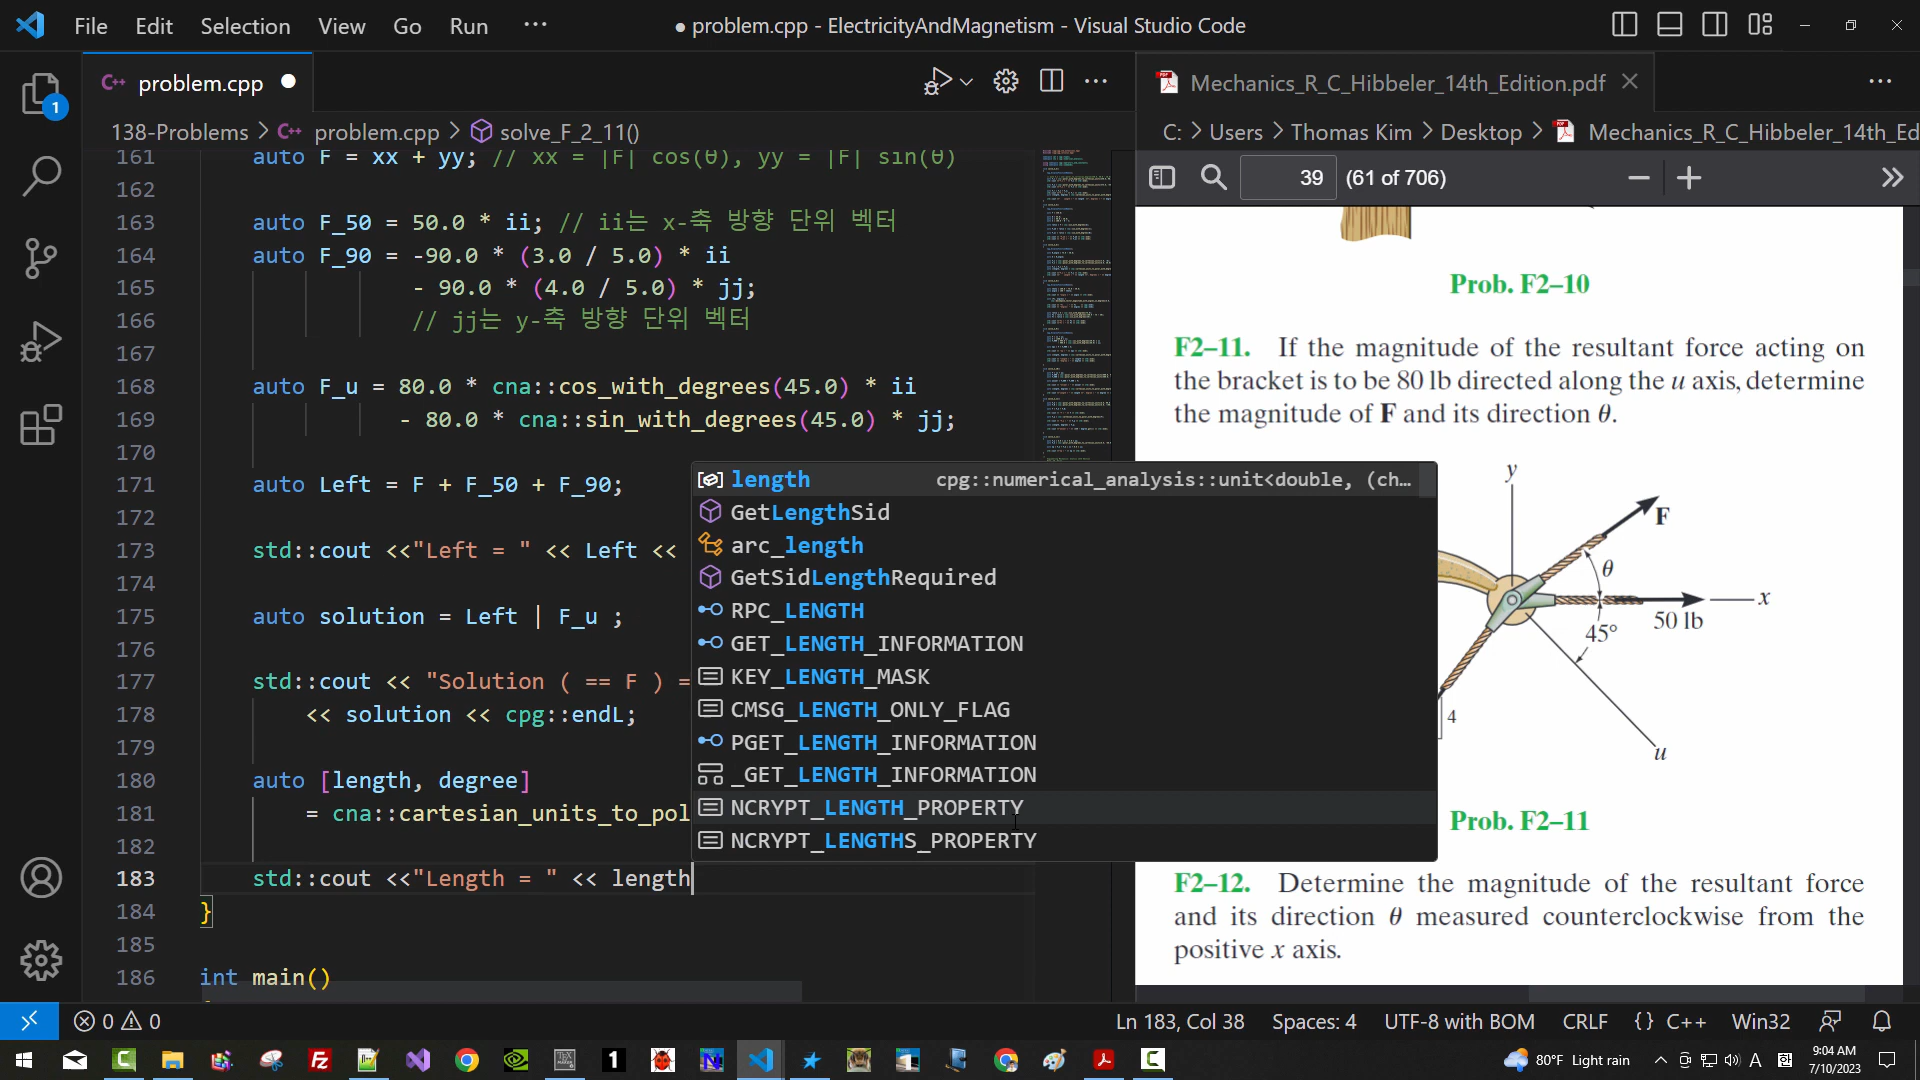 File Edit Selection View Go Run ···
● problem.cpp - ElectricityAndMagnetism - Visual Studio Code
C++ problem.cpp ●
138-Problems > C++ problem.cpp > solve_F_2_11()
161 auto F = xx + yy; // xx = |F| cos(θ), yy = |F| sin(θ)
162
163 auto F_50 = 50.0 * ii; // ii는 x-축 방향 단위 벡터
164 auto F_90 = -90.0 * (3.0 / 5.0) * ii
165 - 90.0 * (4.0 / 5.0) * jj;
166 // jj는 y-축 방향 단위 벡터
167
168 auto F_u = 80.0 * cna::cos_with_degrees(45.0) * ii
169 - 80.0 * cna::sin_with_degrees(45.0) * jj;
170
171 auto Left = F + F_50 + F_90;
172
173 std::cout <<"Left = " << Left <<
174
175 auto solution = Left | F_u ;
176
177 std::cout << "Solution ( == F ) =
178 << solution << cpg::endL;
179
180 auto [length, degree]
181 = cna::cartesian_units_to_pol
182
183 std::cout <<"Length = " << length
184 }
185
186 int main()
length cpg::numerical_analysis::unit<double, (ch...
GetLengthSid
arc_length
GetSidLengthRequired
RPC_LENGTH
GET_LENGTH_INFORMATION
KEY_LENGTH_MASK
CMSG_LENGTH_ONLY_FLAG
PGET_LENGTH_INFORMATION
_GET_LENGTH_INFORMATION
NCRYPT_LENGTH_PROPERTY
NCRYPT_LENGTHS_PROPERTY
Mechanics_R_C_Hibbeler_14th_Edition.pdf
C: > Users > Thomas Kim > Desktop > Mechanics_R_C_Hibbeler_14th_Ed
39 (61 of 706)
Prob. F2–10
F2–11. If the magnitude of the resultant force acting on
the bracket is to be 80 lb directed along the u axis, determine
the magnitude of F and its direction θ.
y
F
θ
x
50 lb
45°
4
u
Prob. F2–11
F2–12. Determine the magnitude of the resultant force
and its direction θ measured counterclockwise from the
positive x axis.
1
0 0
Ln 183, Col 38 Spaces: 4 UTF-8 with BOM CRLF {} C++ Win32
80°F Light rain
A
9:04 AM
7/10/2023